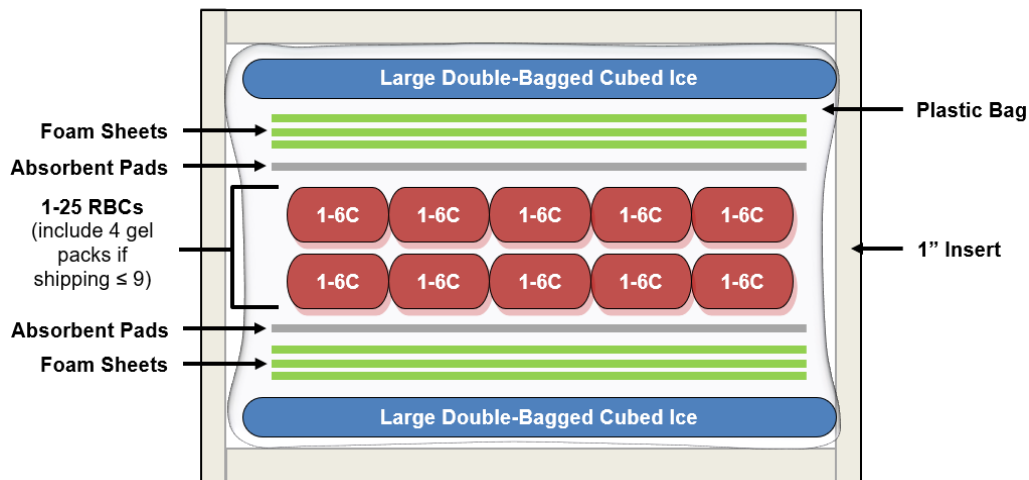 Large Double-Bagged Cubed Ice
Plastic Bag
Foam Sheets
Absorbent Pads
1-25 RBCs
(include 4 gel
packs if
shipping ≤ 9)
1-6C 1-6C 1-6C 1-6C 1-6C
1" Insert
1-6C 1-6C 1-6C 1-6C 1-6C
Absorbent Pads
Foam Sheets
Large Double-Bagged Cubed Ice